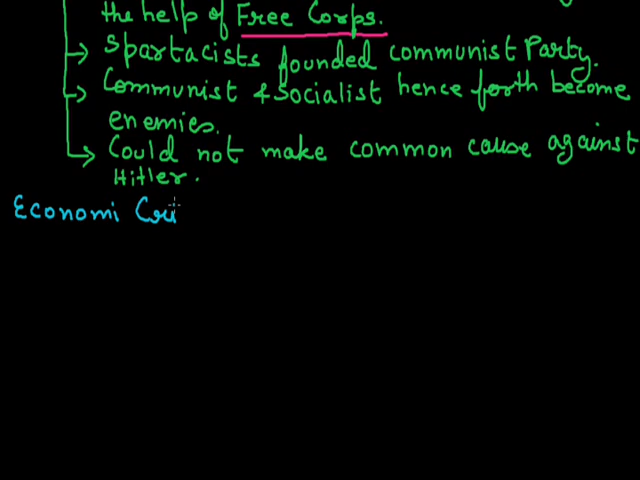 the help of Free Corps.
Spartacists founded communist Party.
Communist & Socialist hence forth become
enemies.
Could not make common cause against
Hitler.
Economi Cri